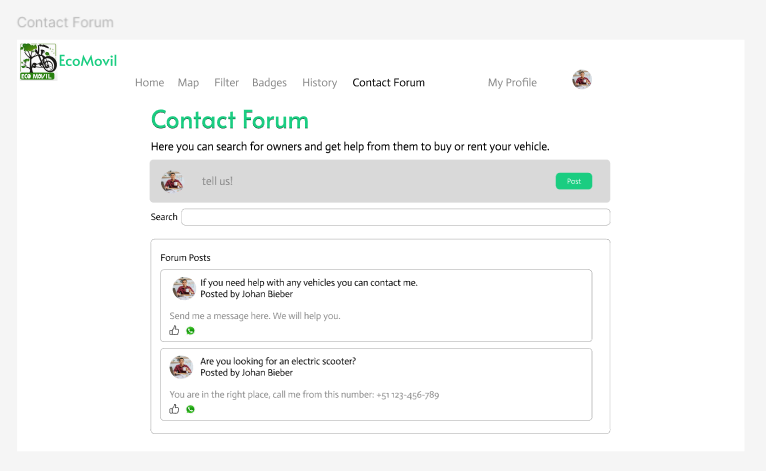 Contact Forum
ECO MOVIL
EcoMovil
Home Map Filter Badges History Contact Forum My Profile
Contact Forum
Here you can search for owners and get help from them to buy or rent your vehicle.
tell us! Post
Search
Forum Posts
If you need help with any vehicles you can contact me.
Posted by Johan Bieber
Send me a message here. We will help you.
Are you looking for an electric scooter?
Posted by Johan Bieber
You are in the right place, call me from this number: +51 123-456-789